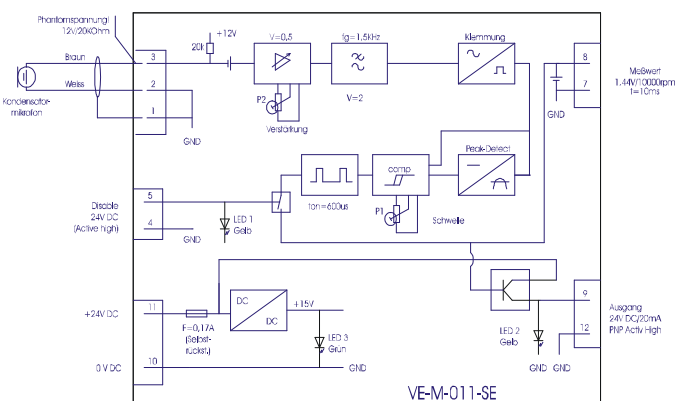 Phantomspannung!
12V/20KOhm
+12V
20k
V=0,5
fg=1,5KHz
Klemmung
Braun
Weiss
Kondensator-
mikrofon
3
2
1
GND
P2
Verstärkung
V=2
8
7
GND
Meßwert
1.44V/10000rpm
t=10ms
comp
Peak-Detect
ton=600us
P1
Schwelle
Disable
24V DC
(Active high)
5
4
LED 1
Gelb
GND
+24V DC
11
F=0,17A
(Selbst-
rückst.)
DC
DC
+15V
LED 3
Grün
0 V DC
10
GND
9
12
LED 2
Gelb
GND
GND
Ausgang
24V DC/20mA
PNP Activ High
VE-M-011-SE